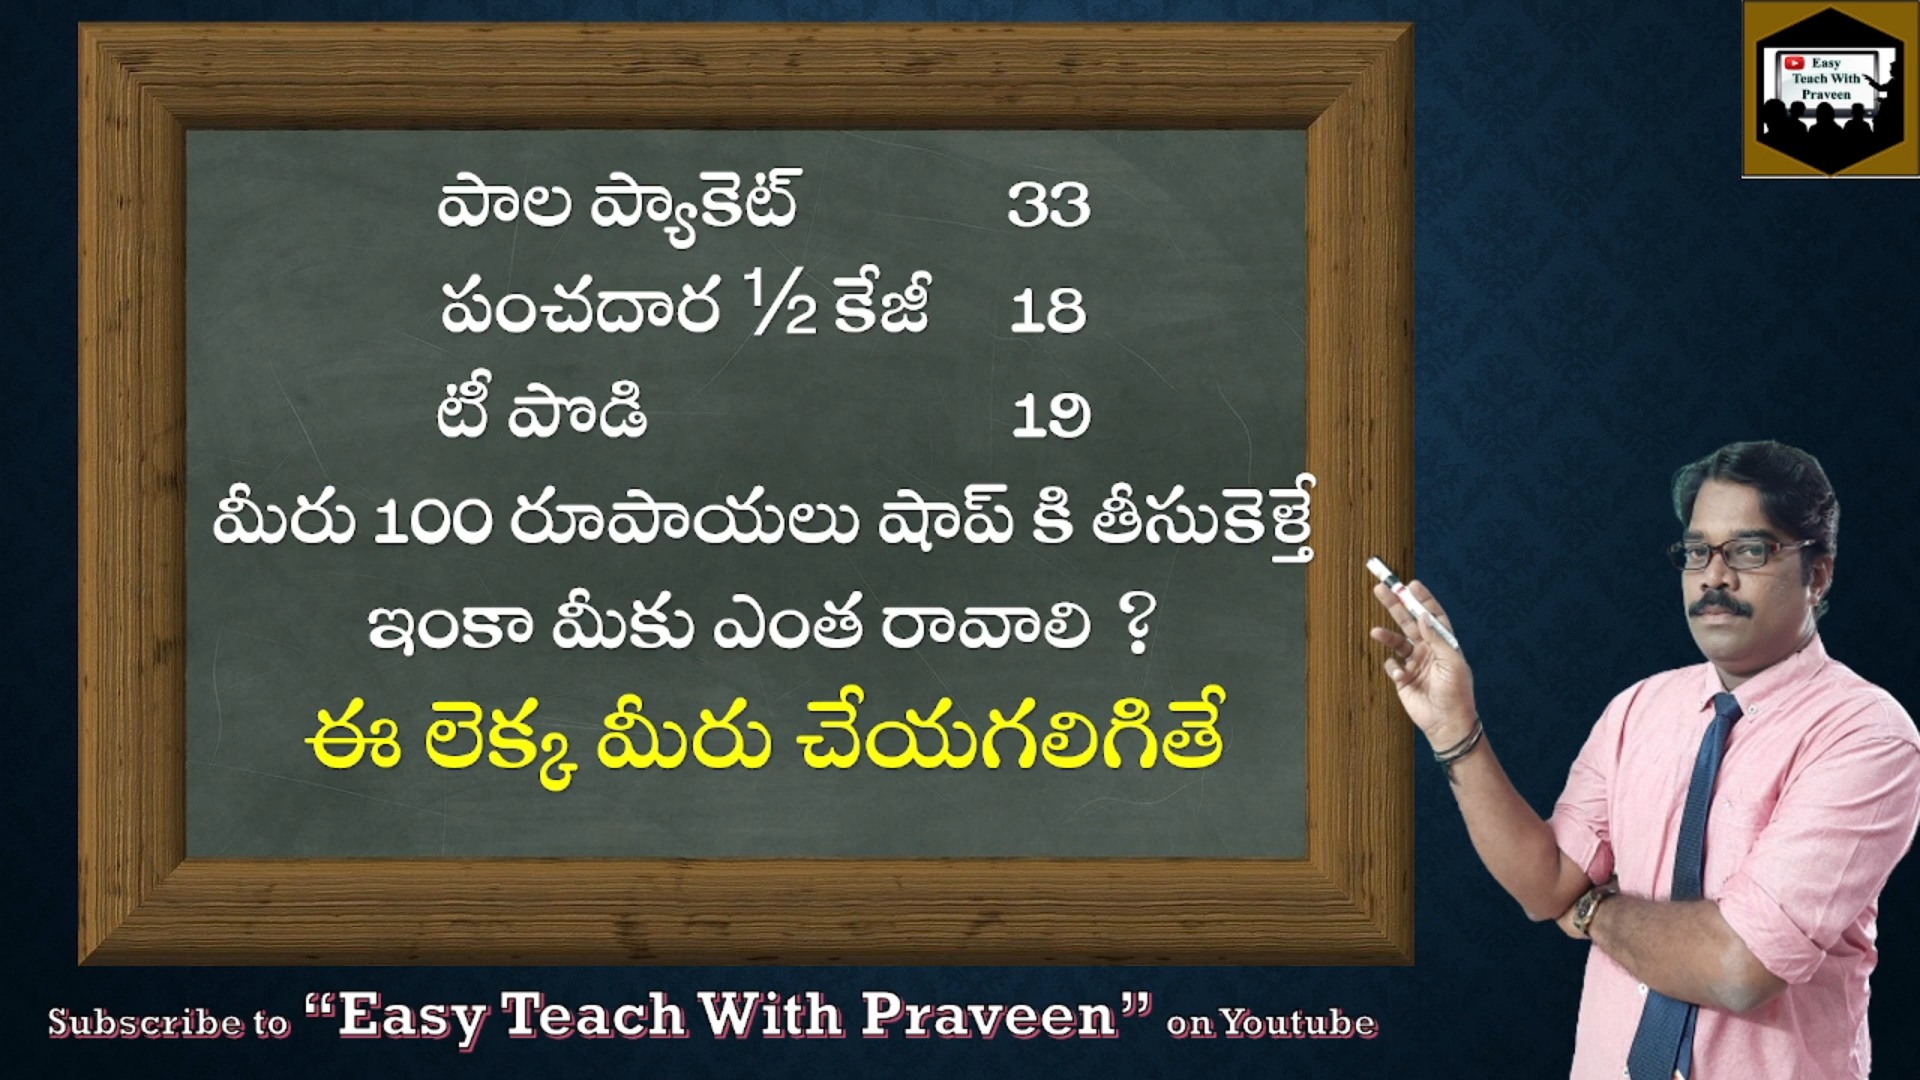 Easy
Teach With
Praveen
పాల ప్యాకెట్ 33
పంచదార ½ కేజీ 18
టీ పొడి 19
మీరు 100 రూపాయలు షాప్ కి తీసుకెళ్తే
ఇంకా మీకు ఎంత రావాలి ?
ఈ లెక్క మీరు చేయగలిగితే
Subscribe to “Easy Teach With Praveen” on Youtube